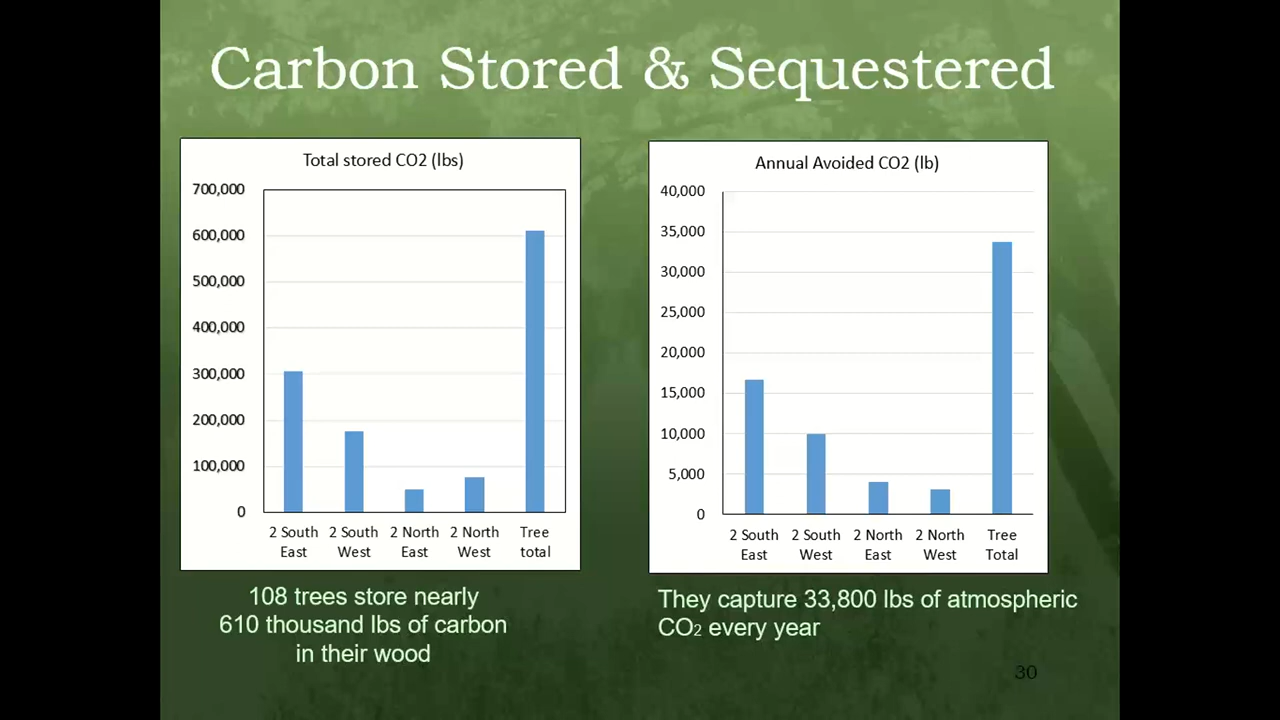 Carbon Stored & Sequestered
Total stored CO2 (lbs)
700,000
600,000
500,000
400,000
300,000
200,000
100,000
0
2 South 2 South 2 North 2 North Tree
East West East West total
108 trees store nearly
610 thousand lbs of carbon
in their wood
Annual Avoided CO2 (lb)
40,000
35,000
30,000
25,000
20,000
15,000
10,000
5,000
0
2 South 2 South 2 North 2 North Tree
East West East West Total
They capture 33,800 lbs of atmospheric
CO2 every year
30